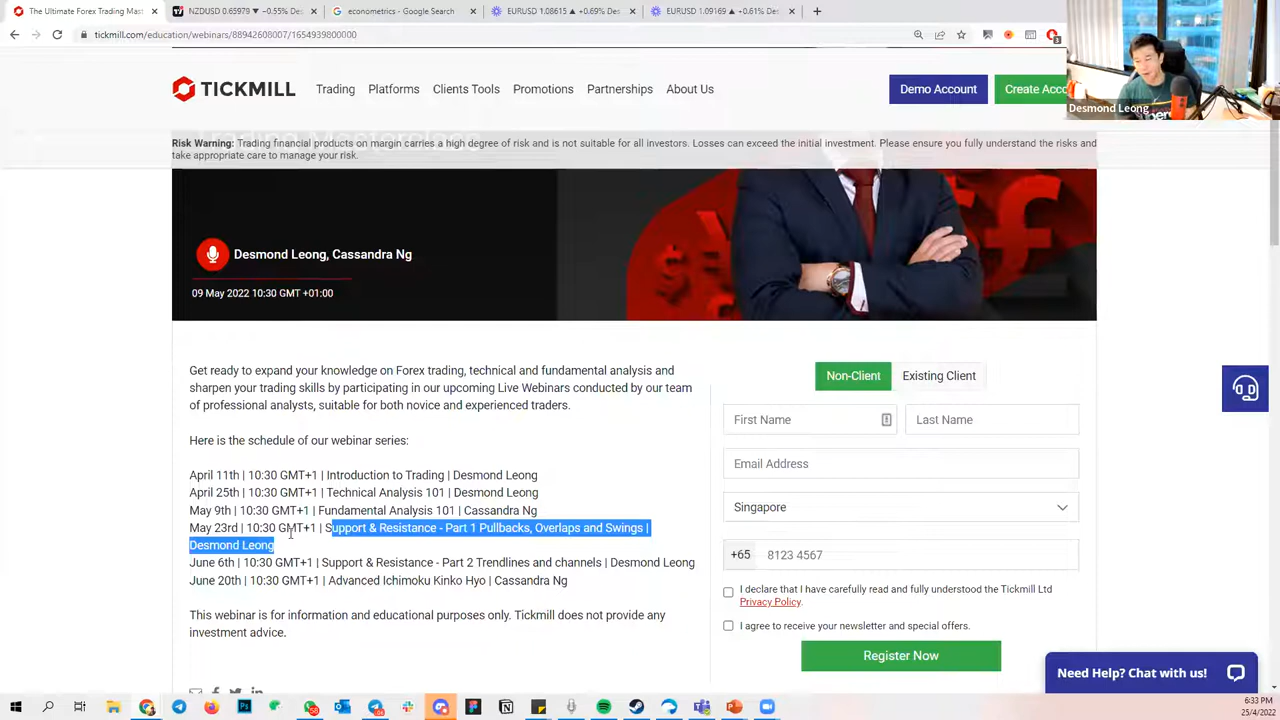 The Ultimate Forex Trading Mas
NZDUSD 0.65979 ▼ −0.55% De
econometrics - Google Search
EURUSD 1.08615 ▲ +0.69% Des
EURUSD 1.09169 ▲ +0.61% Des
tickmill.com/education/webinars/88942608007/1654939800000
TICKMILL
Trading
Platforms
Clients Tools
Promotions
Partnerships
About Us
Demo Account
Create Acco
Desmond Leong
Risk Warning: Trading financial products on margin carries a high degree of risk and is not suitable for all investors. Losses can exceed the initial investment. Please ensure you fully understand the risks and
take appropriate care to manage your risk.
Desmond Leong, Cassandra Ng
09 May 2022 10:30 GMT +01:00
Get ready to expand your knowledge on Forex trading, technical and fundamental analysis and
sharpen your trading skills by participating in our upcoming Live Webinars conducted by our team
of professional analysts, suitable for both novice and experienced traders.
Here is the schedule of our webinar series:
April 11th | 10:30 GMT+1 | Introduction to Trading | Desmond Leong
April 25th | 10:30 GMT+1 | Technical Analysis 101 | Desmond Leong
May 9th | 10:30 GMT+1 | Fundamental Analysis 101 | Cassandra Ng
May 23rd | 10:30 GMT+1 | Support & Resistance - Part 1 Pullbacks, Overlaps and Swings |
Desmond Leong
June 6th | 10:30 GMT+1 | Support & Resistance - Part 2 Trendlines and channels | Desmond Leong
June 20th | 10:30 GMT+1 | Advanced Ichimoku Kinko Hyo | Cassandra Ng
This webinar is for information and educational purposes only. Tickmill does not provide any
investment advice.
Non-Client
Existing Client
First Name
Last Name
Email Address
Singapore
+65
8123 4567
I declare that I have carefully read and fully understood the Tickmill Ltd
Privacy Policy.
I agree to receive your newsletter and special offers.
Register Now
Need Help? Chat with us!
6:33 PM
25/4/2022